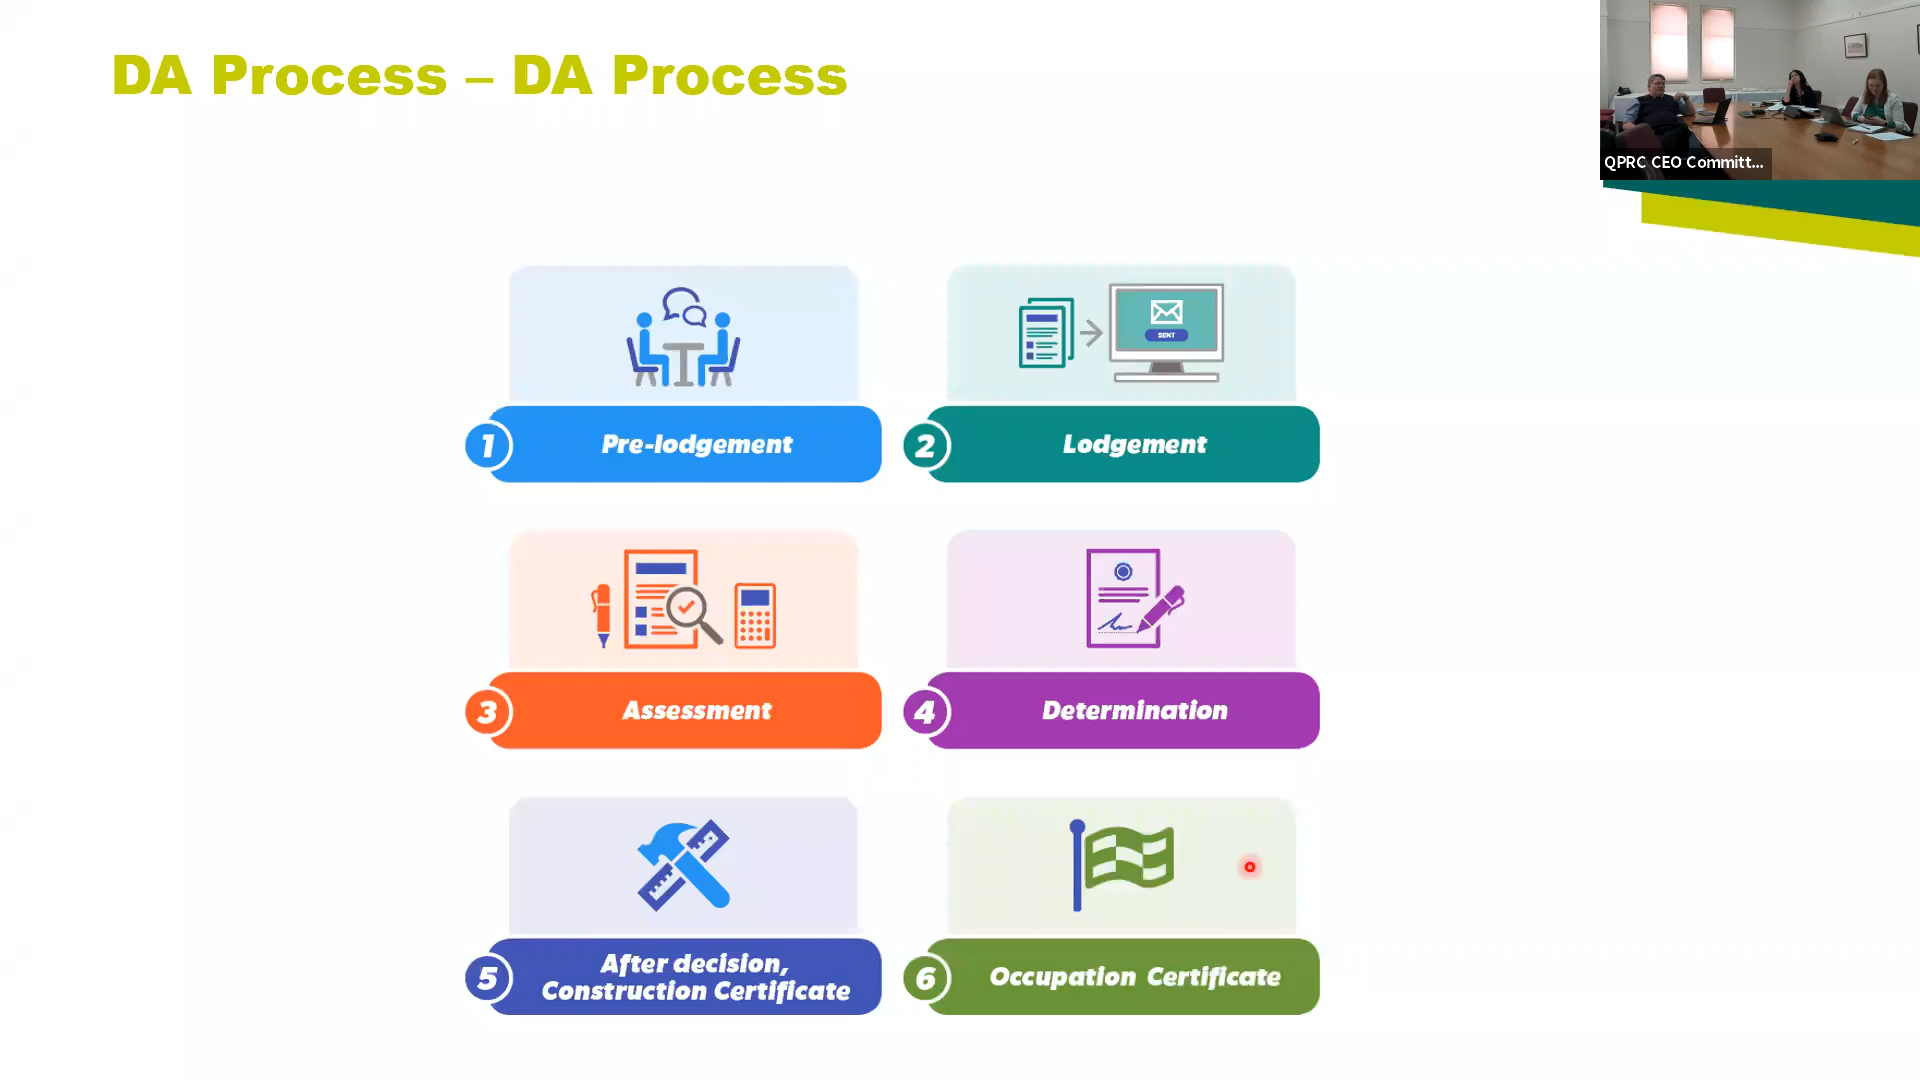 DA Process – DA Process
QPRC CEO Committ...
SENT
1
Pre-lodgement
2
Lodgement
3
Assessment
4
Determination
5
After decision,
Construction Certificate
6
Occupation Certificate